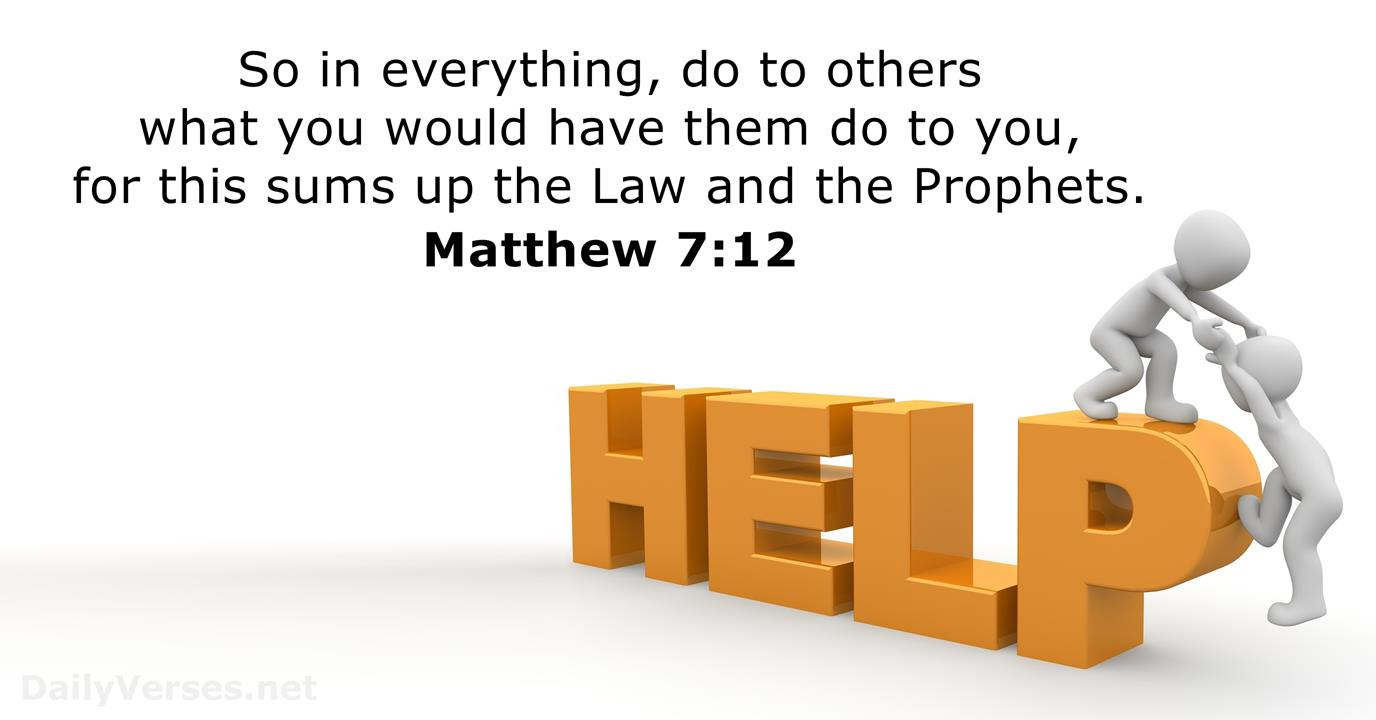 So in everything, do to others
what you would have them do to you,
for this sums up the Law and the Prophets.
Matthew 7:12
HELP
DailyVerses.net